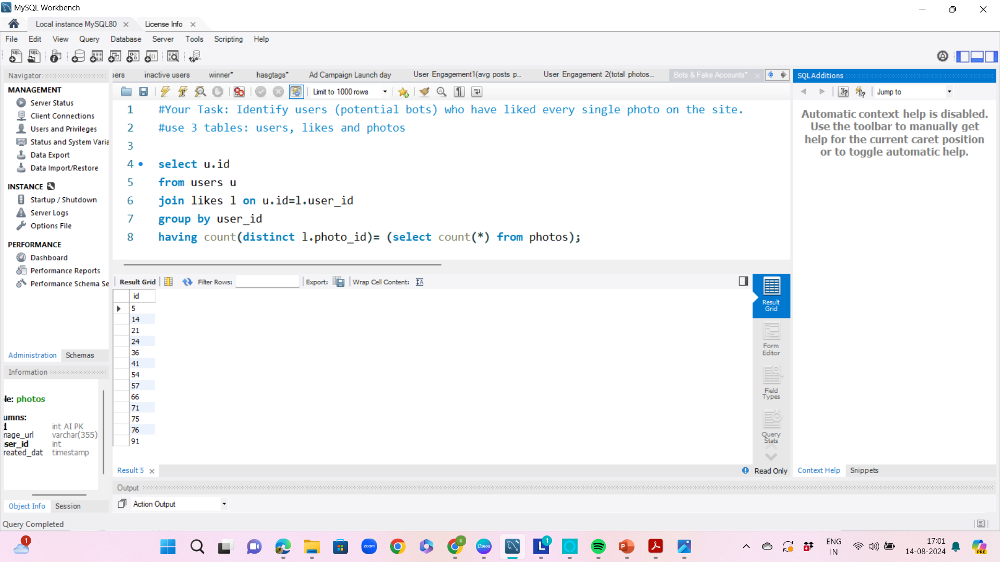 MySQL Workbench
Local instance MySQL80
License Info
File Edit View Query Database Server Tools Scripting Help
Navigator
MANAGEMENT
Server Status
Client Connections
Users and Privileges
Status and System Varia
Data Export
Data Import/Restore
INSTANCE
Startup / Shutdown
Server Logs
Options File
PERFORMANCE
Dashboard
Performance Reports
Performance Schema Se
Administration Schemas
Information
le: photos
umns:
d int AI PK
nage_url varchar(355)
ser_id int
reated_dat timestamp
Object Info Session
Query Completed
sers inactive users winner* hasgtags* Ad Campaign Launch day User Engagement1(avg posts p... User Engagement 2(total photos... Bots & Fake Accounts*
Limit to 1000 rows
1 #Your Task: Identify users (potential bots) who have liked every single photo on the site.
2 #use 3 tables: users, likes and photos
3
4 select u.id
5 from users u
6 join likes l on u.id=l.user_id
7 group by user_id
8 having count(distinct l.photo_id)= (select count(*) from photos);
Result Grid Filter Rows: Export: Wrap Cell Content:
id
5
14
21
24
36
41
54
57
66
71
75
76
91
Result Grid
Form Editor
Field Types
Query Stats
Result 5
Read Only
Output
Action Output
SQLAdditions
Jump to
Automatic context help is disabled.
Use the toolbar to manually get
help for the current caret position
or to toggle automatic help.
Context Help Snippets
1
zoom
S
Canva
L
1
P
4
ENG
IN
17:01
14-08-2024
PRE